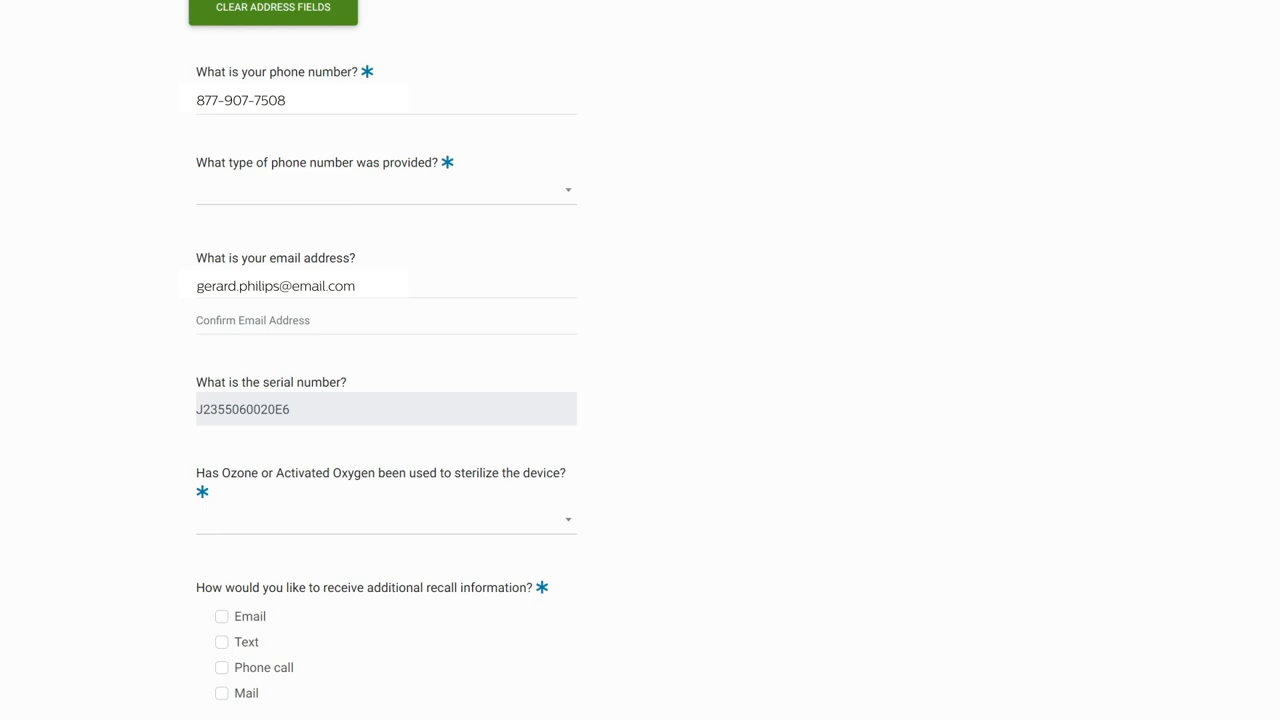 CLEAR ADDRESS FIELDS
What is your phone number? *
877-907-7508
What type of phone number was provided? *
What is your email address?
gerard.philips@email.com
Confirm Email Address
What is the serial number?
J2355060020E6
Has Ozone or Activated Oxygen been used to sterilize the device?
*
How would you like to receive additional recall information? *
Email
Text
Phone call
Mail